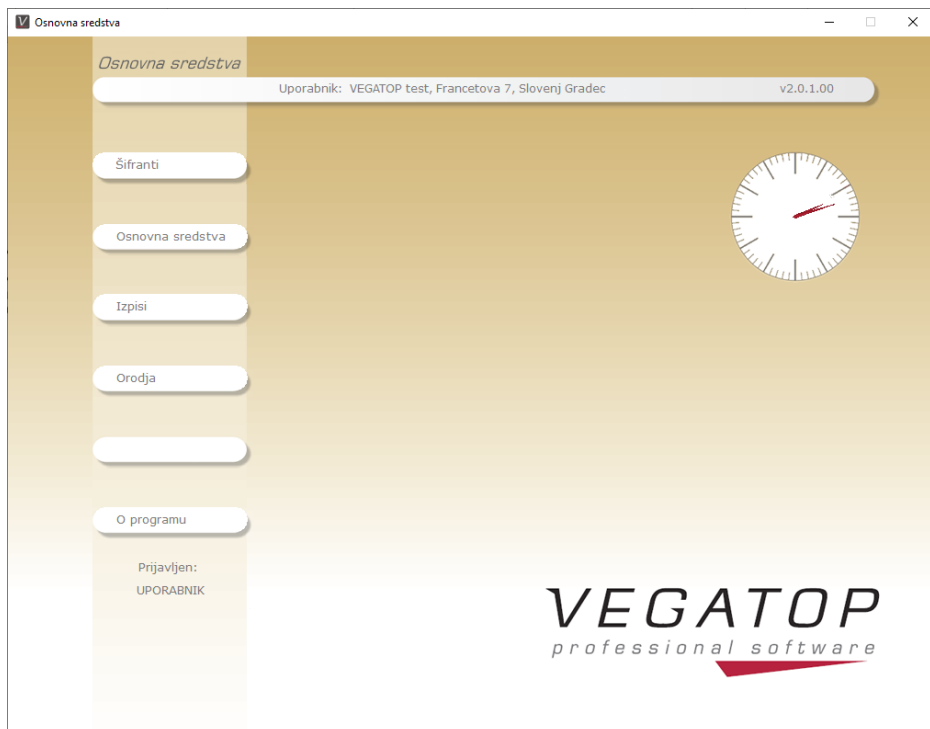 Osnovna sredstva
Osnovna sredstva
Uporabnik: VEGATOP test, Francetova 7, Slovenj Gradec v2.0.1.00
Šifranti
Osnovna sredstva
Izpisi
Orodja
O programu
Prijavljen:
UPORABNIK
VEGATOP
professional software